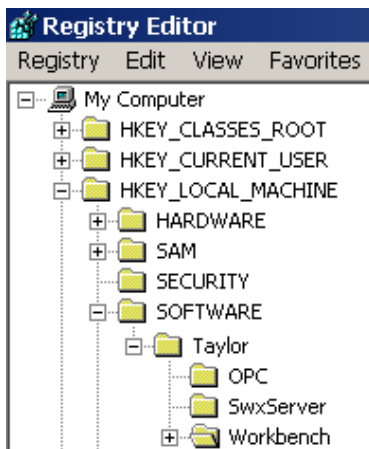 Registry Editor
Registry Edit View Favorites
My Computer
HKEY_CLASSES_ROOT
HKEY_CURRENT_USER
HKEY_LOCAL_MACHINE
HARDWARE
SAM
SECURITY
SOFTWARE
Taylor
OPC
SwxServer
Workbench